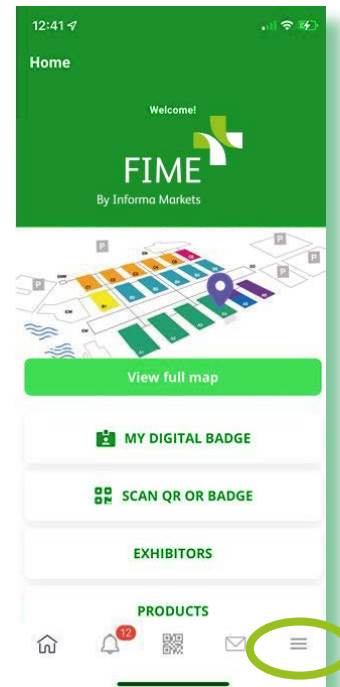 12:41
Home
Welcome!
FIME
By Informa Markets
P
P
P
P
View full map
MY DIGITAL BADGE
SCAN QR OR BADGE
EXHIBITORS
PRODUCTS
12